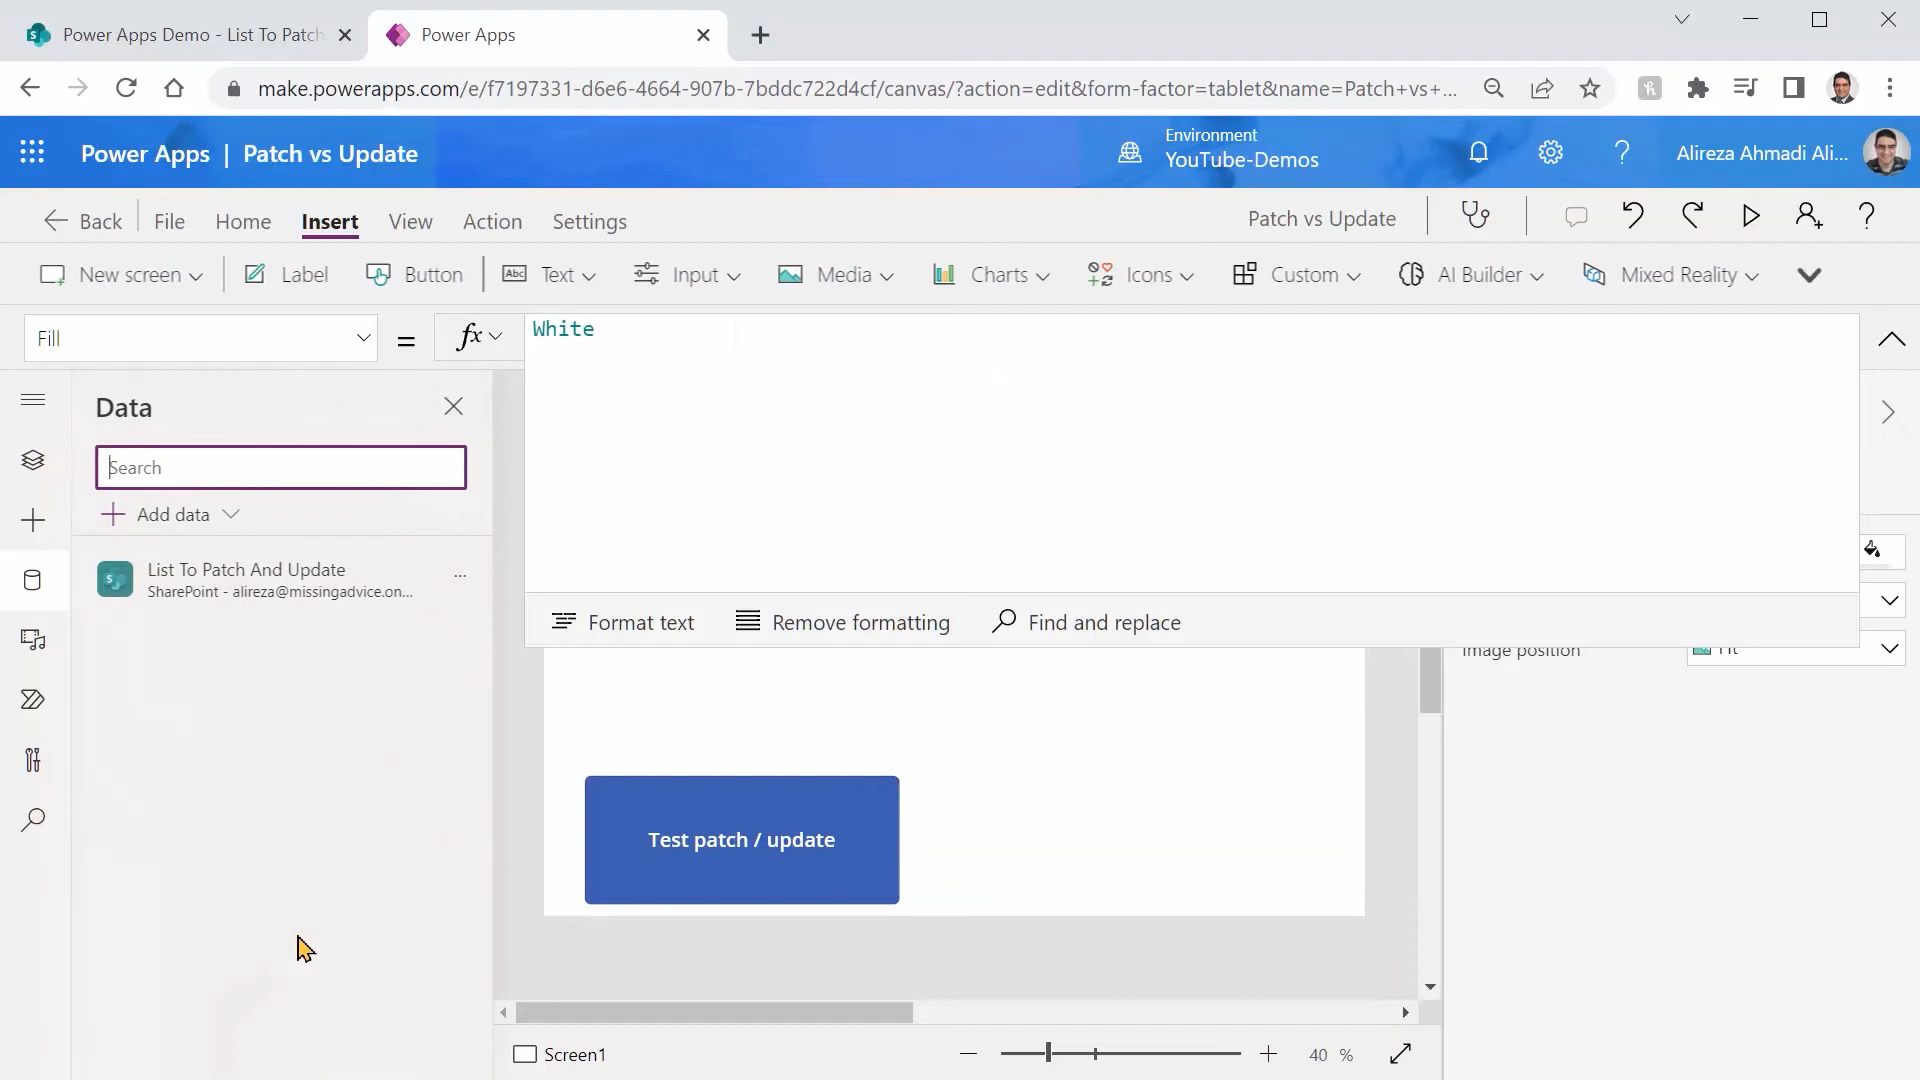 Power Apps Demo - List To Patch
Power Apps
make.powerapps.com/e/f7197331-d6e6-4664-907b-7bddc722d4cf/canvas/?action=edit&form-factor=tablet&name=Patch+vs+...
Power Apps | Patch vs Update
Environment
YouTube-Demos
Alireza Ahmadi Ali...
Back
File
Home
Insert
View
Action
Settings
Patch vs Update
New screen
Label
Button
Abc Text
Input
Media
Charts
Icons
Custom
AI Builder
Mixed Reality
Fill
=
fx
White
Data
Search
Add data
List To Patch And Update
SharePoint - alireza@missingadvice.on...
...
Format text
Remove formatting
Find and replace
Image position
Fit
Test patch / update
Screen1
40 %